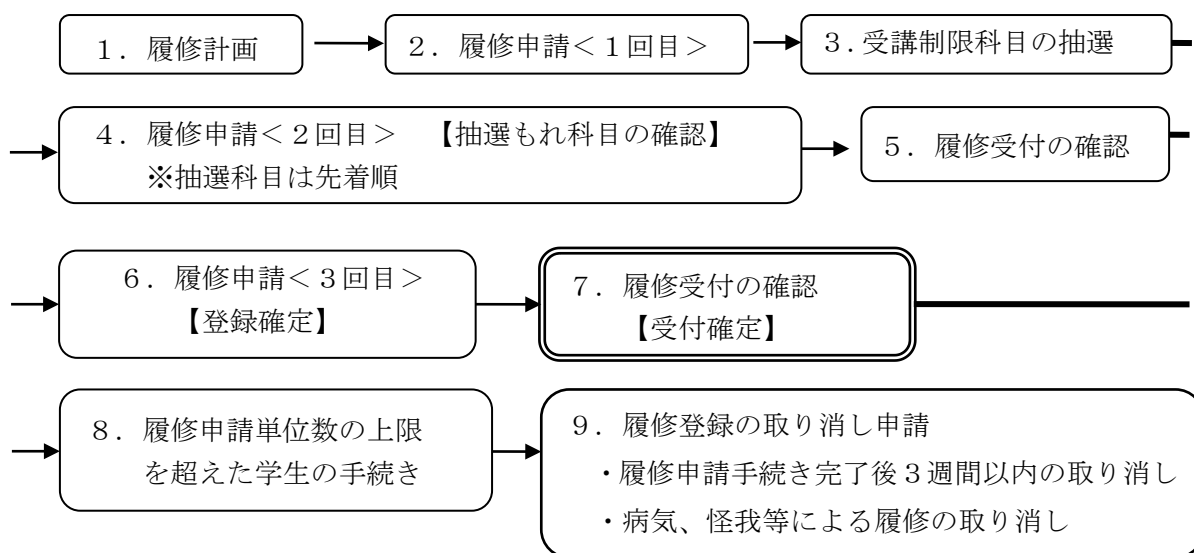 １．履修計画
２．履修申請＜１回目＞
３.受講制限科目の抽選
４．履修申請＜２回目＞　【抽選もれ科目の確認】
※抽選科目は先着順
５．履修受付の確認
６．履修申請＜３回目＞
【登録確定】
７．履修受付の確認
【受付確定】
８．履修申請単位数の上限
を超えた学生の手続き
９．履修登録の取り消し申請
・履修申請手続き完了後３週間以内の取り消し
・病気、怪我等による履修の取り消し